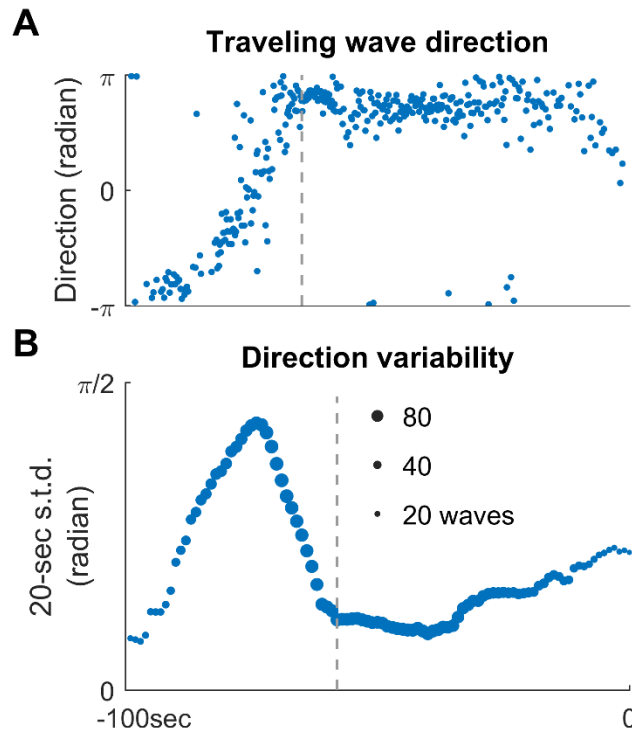 A
Traveling wave direction
Direction (radian)
π
0
-π
B
Direction variability
20-sec s.t.d.
(radian)
π/2
0
80
40
20 waves
-100sec
0